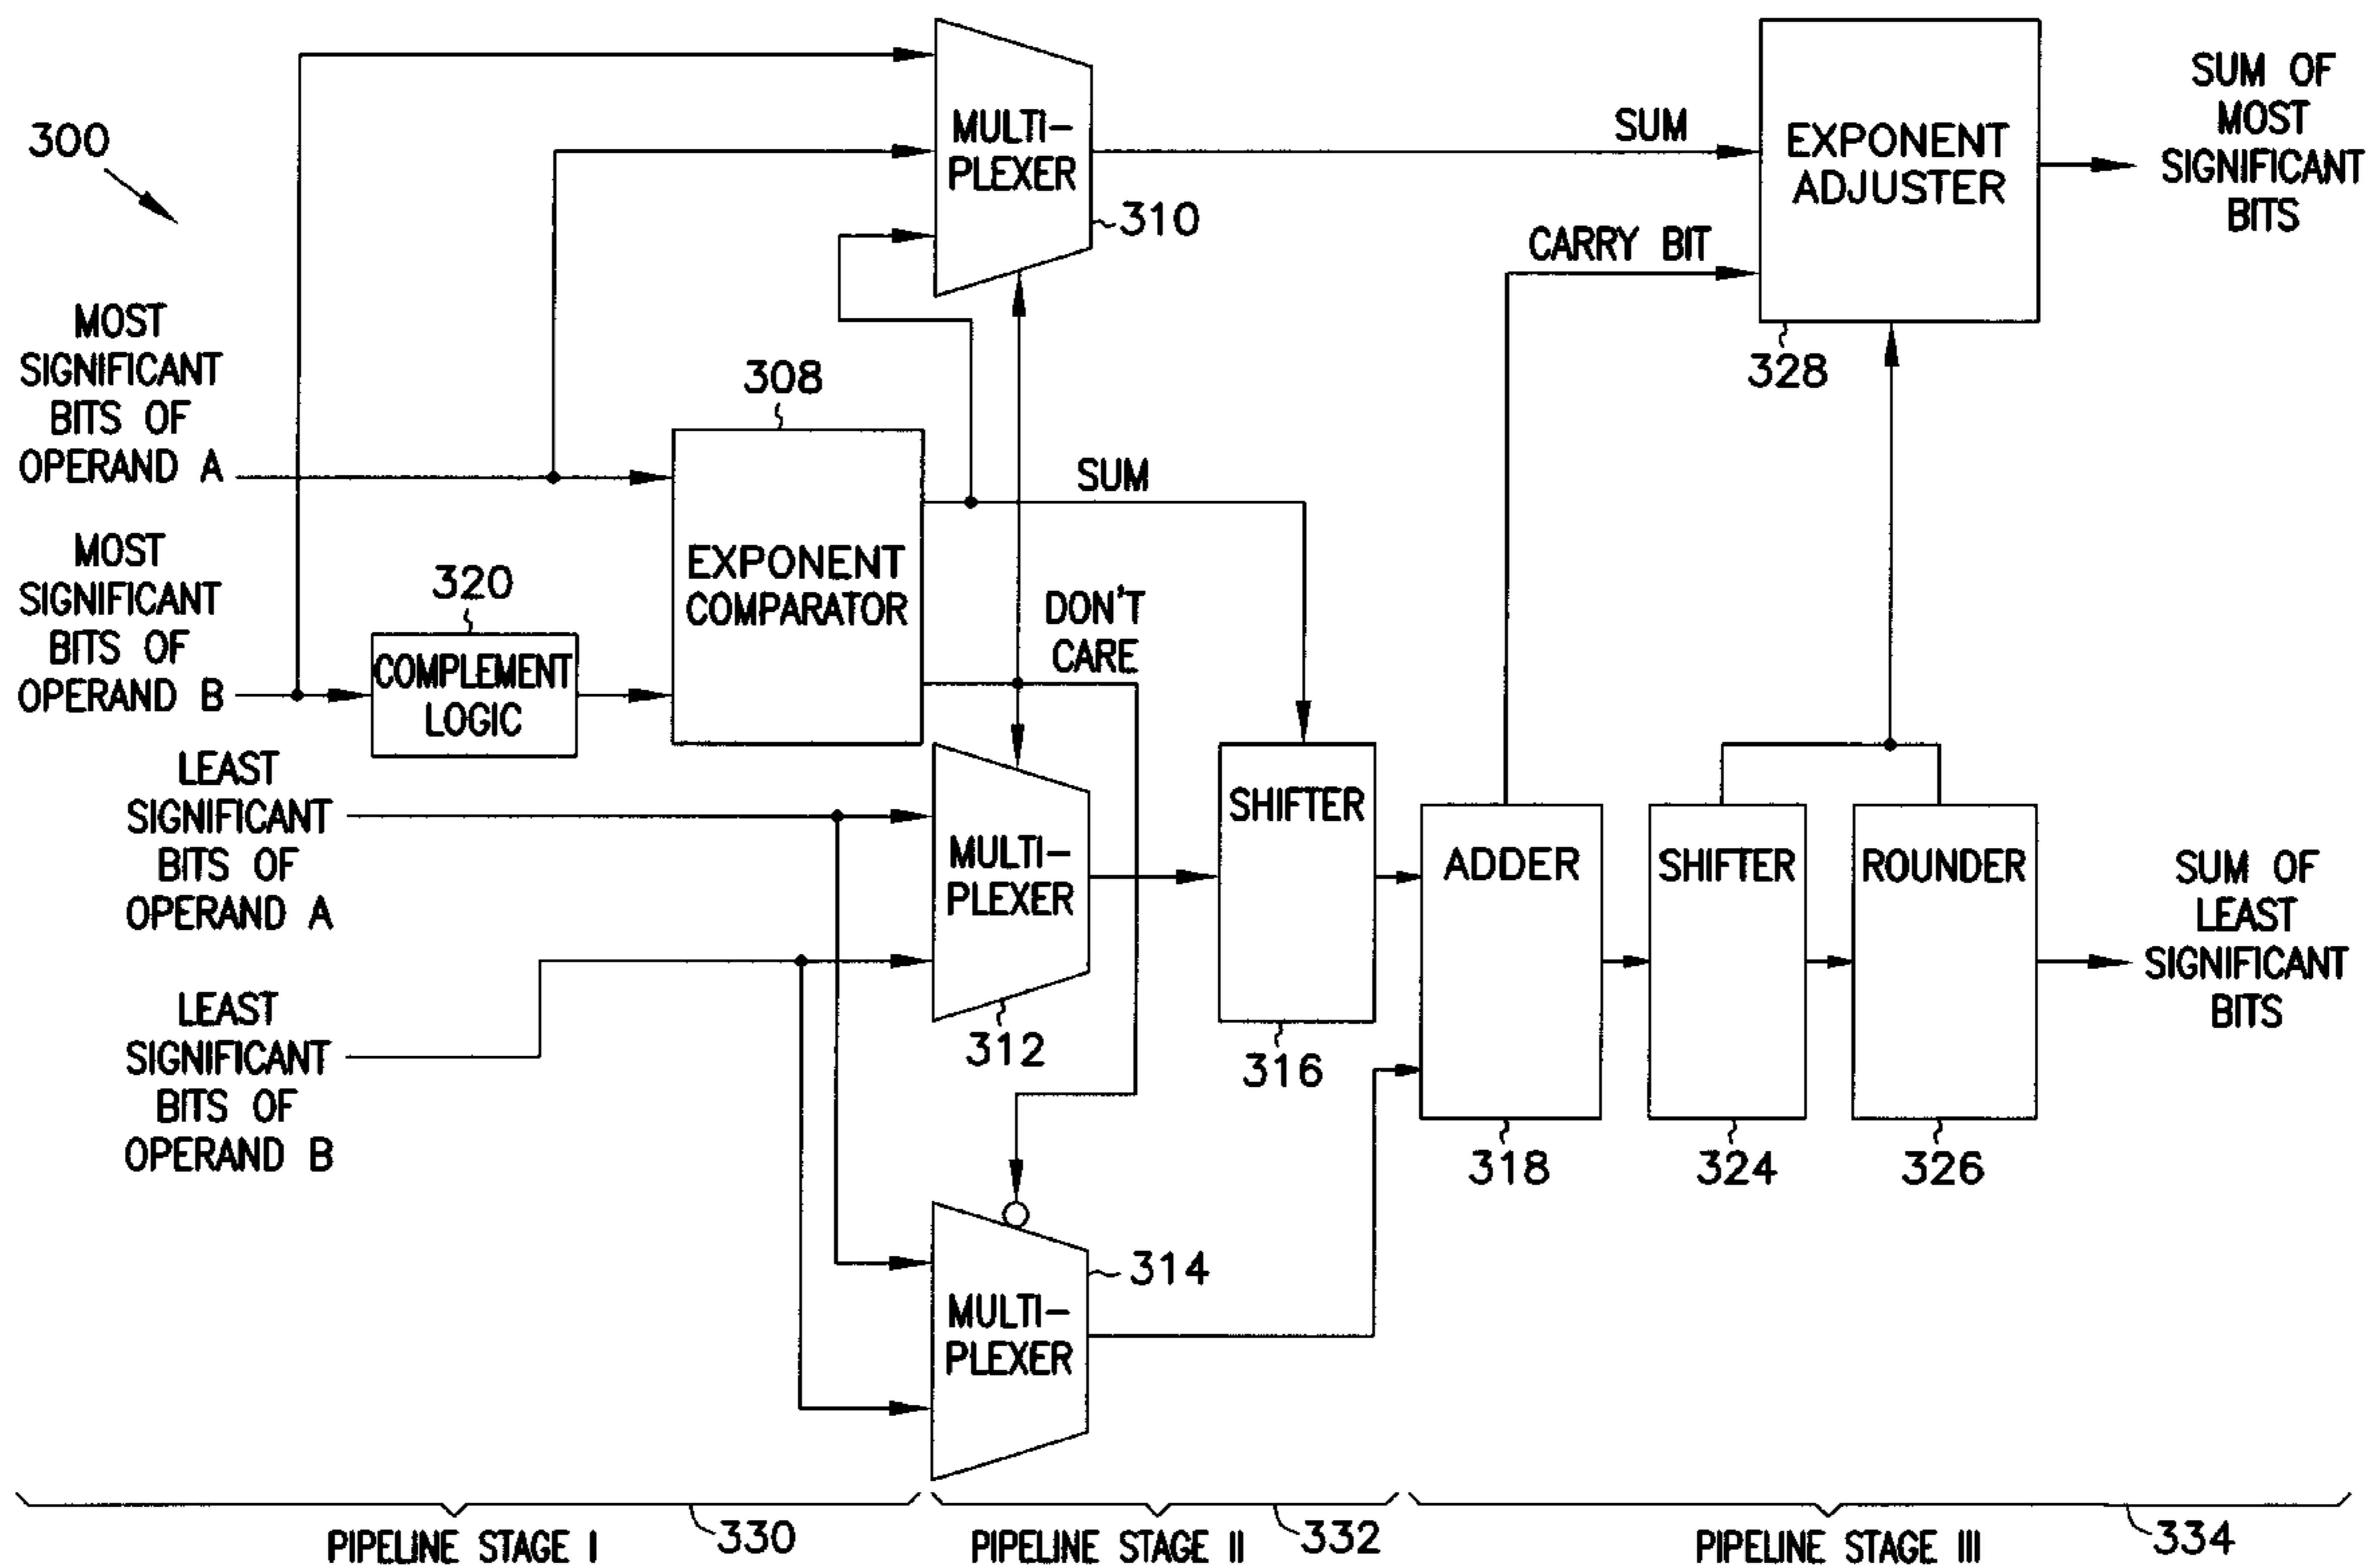 300
MOST
SIGNIFICANT
BITS OF
OPERAND A
MOST
SIGNIFICANT
BITS OF
OPERAND B
LEAST
SIGNIFICANT
BITS OF
OPERAND A
LEAST
SIGNIFICANT
BITS OF
OPERAND B
320
COMPLEMENT
LOGIC
308
EXPONENT
COMPARATOR
MULTI-
PLEXER
310
SUM
DON'T
CARE
MULTI-
PLEXER
312
MULTI-
PLEXER
314
SHIFTER
316
SUM
CARRY BIT
EXPONENT
ADJUSTER
328
ADDER
318
SHIFTER
324
ROUNDER
326
SUM OF
MOST
SIGNIFICANT
BITS
SUM OF
LEAST
SIGNIFICANT
BITS
PIPELINE STAGE I
330
PIPELINE STAGE II
332
PIPELINE STAGE III
334